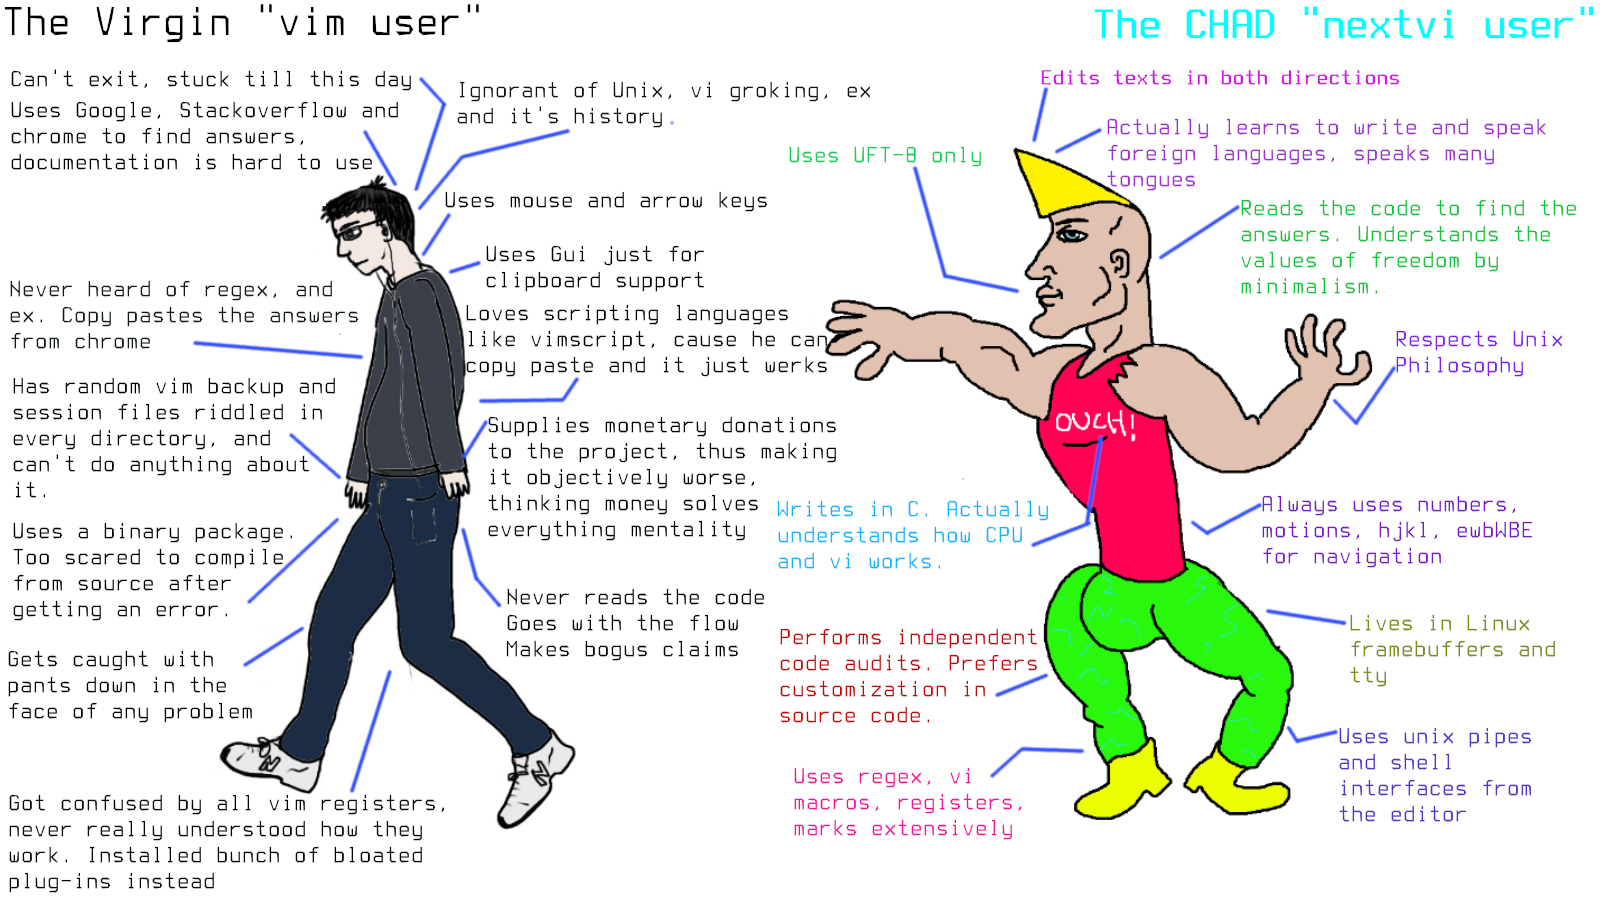 The Virgin "vim user"
Can't exit, stuck till this day
Uses Google, Stackoverflow and
chrome to find answers,
documentation is hard to use
Ignorant of Unix, vi groking, ex
and it's history.
Uses mouse and arrow keys
Uses Gui just for
clipboard support
Never heard of regex, and
ex. Copy pastes the answers
from chrome
Loves scripting languages
like vimscript, cause he can
copy paste and it just werks
Has random vim backup and
session files riddled in
every directory, and
can't do anything about
it.
Supplies monetary donations
to the project, thus making
it objectively worse,
thinking money solves
everything mentality
Uses a binary package.
Too scared to compile
from source after
getting an error.
Never reads the code
Goes with the flow
Makes bogus claims
Gets caught with
pants down in the
face of any problem
Got confused by all vim registers,
never really understood how they
work. Installed bunch of bloated
plug-ins instead
The CHAD "nextvi user"
Edits texts in both directions
Actually learns to write and speak
foreign languages, speaks many
tongues
Uses UFT-8 only
Reads the code to find the
answers. Understands the
values of freedom by
minimalism.
Respects Unix
Philosophy
OUCH!
Writes in C. Actually
understands how CPU
and vi works.
Always uses numbers,
motions, hjkl, ewbWBE
for navigation
Performs independent
code audits. Prefers
customization in
source code.
Lives in Linux
framebuffers and
tty
Uses regex, vi
macros, registers,
marks extensively
Uses unix pipes
and shell
interfaces from
the editor